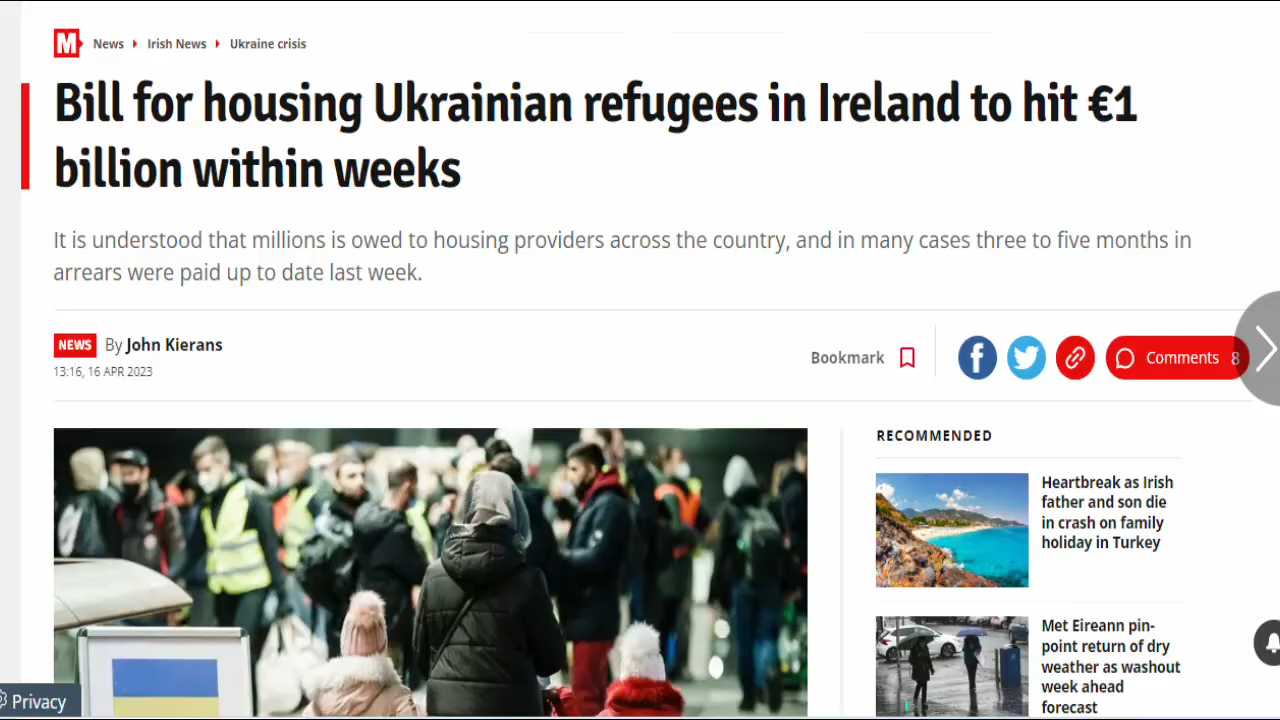 M
News
Irish News
Ukraine crisis
Bill for housing Ukrainian refugees in Ireland to hit €1
billion within weeks
It is understood that millions is owed to housing providers across the country, and in many cases three to five months in
arrears were paid up to date last week.
NEWS By John Kierans
13:16, 16 APR 2023
Bookmark
Comments 8
RECOMMENDED
Heartbreak as Irish
father and son die
in crash on family
holiday in Turkey
Met Eireann pin-
point return of dry
weather as washout
week ahead
forecast
Privacy